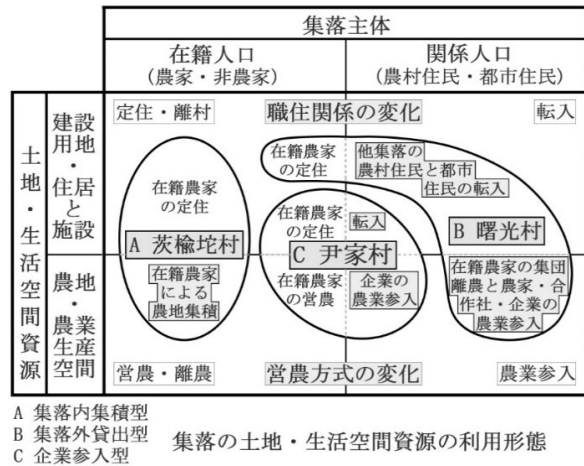 集落主体
在籍人口
（農家・非農家）
関係人口
（農村住民・都市住民）
土地・生活空間資源
建設
用地・
住居
と
施設
農地・
農業
生産
空間
定住・離村
職住関係の変化
転入
在籍農家
の定住
A 茨楡坨村
在籍農家
による
農地集積
在籍農家
の定住
他集落の
農村住民と都市
住民の転入
B 曙光村
在籍農家の集団
離農と農家・合
作社・企業の
農業参入
在籍農家
の定住
転入
C 尹家村
在籍農家
の営農
企業の
農業参入
営農・離農
営農方式の変化
農業参入
A 集落内集積型
B 集落外貸出型
C 企業参入型
集落の土地・生活空間資源の利用形態